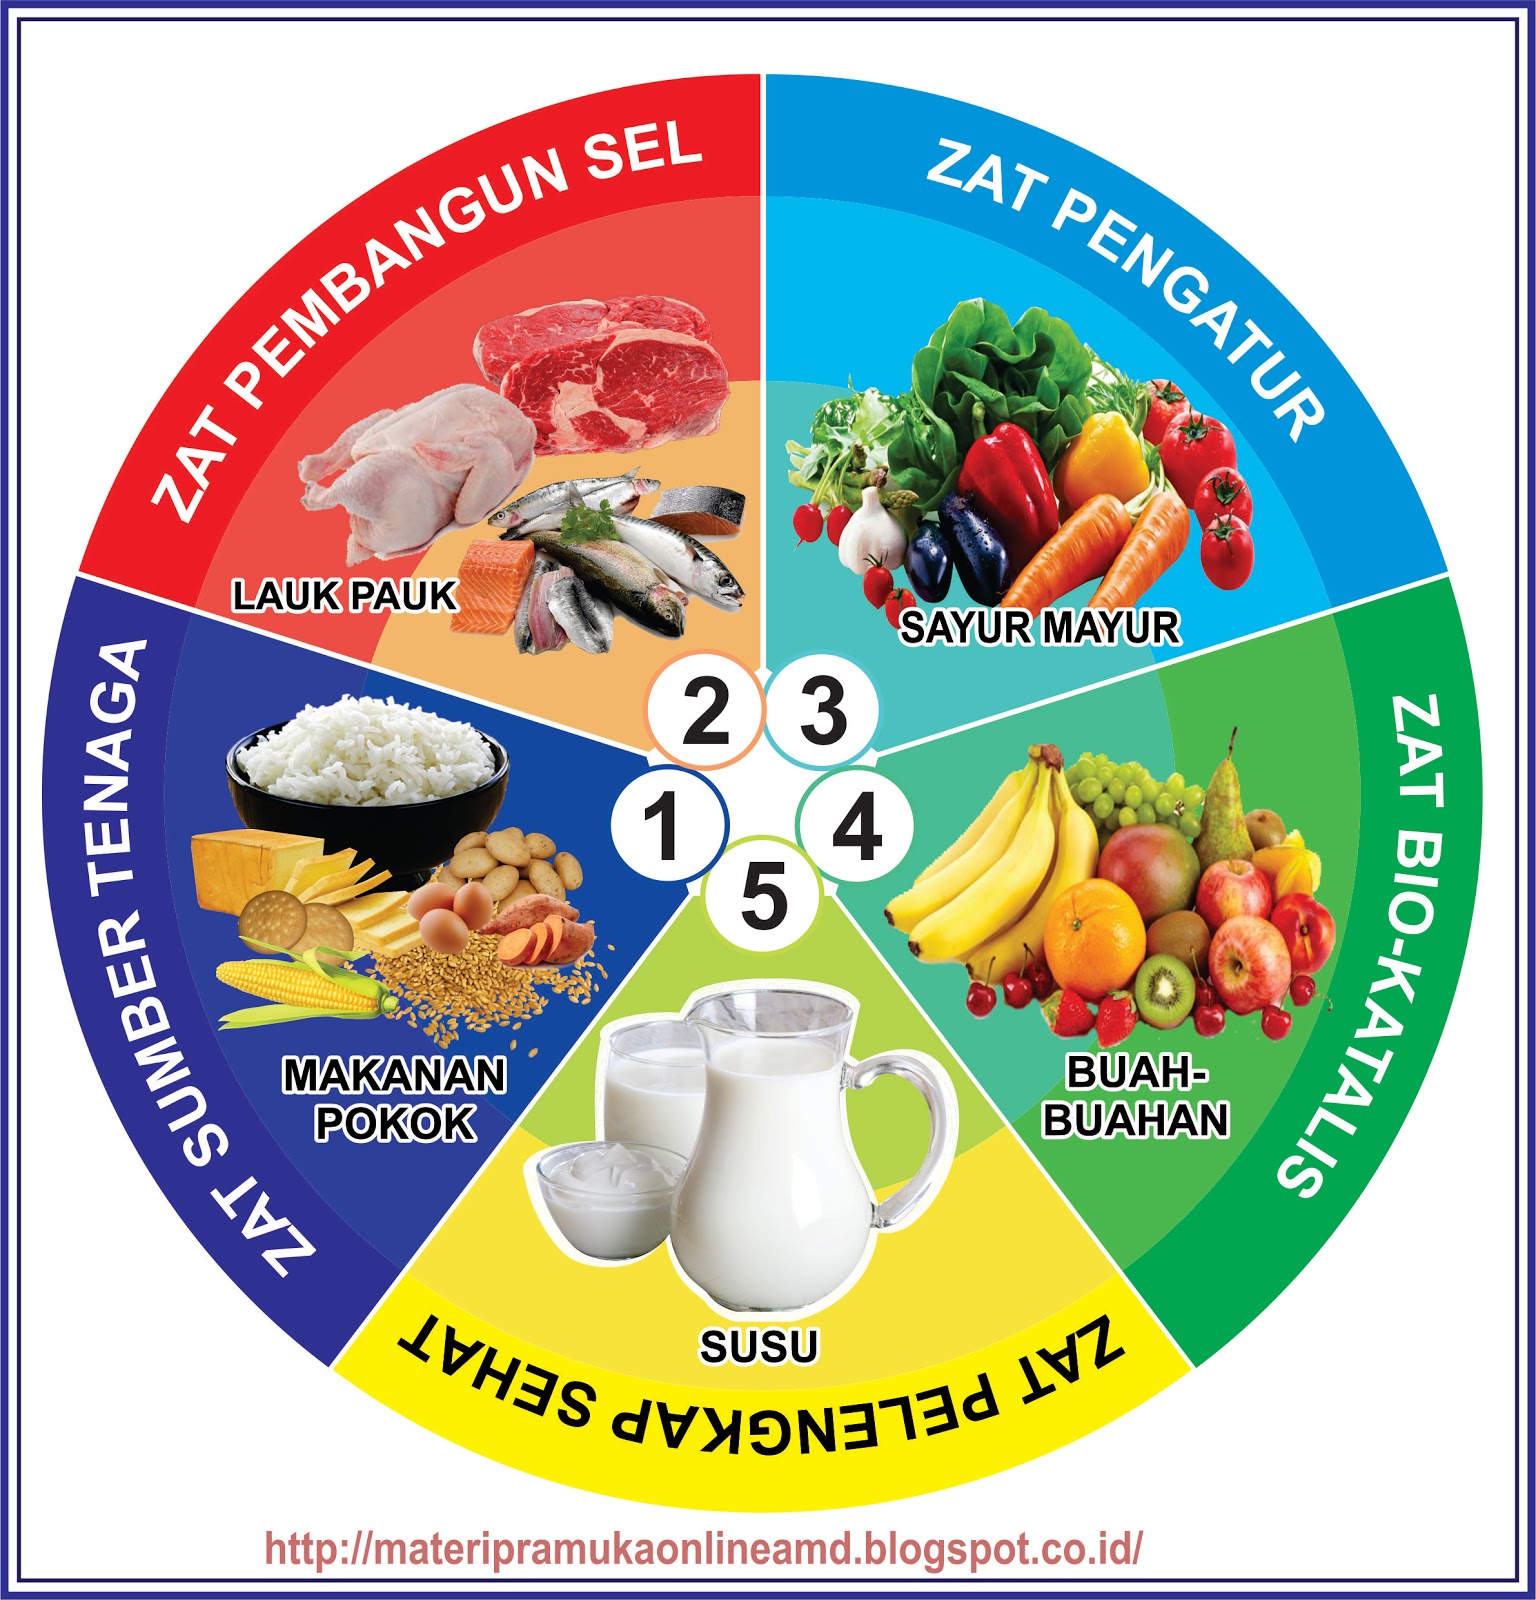 ZAT SUMBER TENAGA
1
MAKANAN
POKOK
ZAT PEMBANGUN SEL
2
LAUK PAUK
ZAT PENGATUR
3
SAYUR MAYUR
ZAT BIO-KATALIS
4
BUAH-
BUAHAN
5
SUSU
ZAT PELENGKAP SEHAT
http://materipramukaonlineamd.blogspot.co.id/